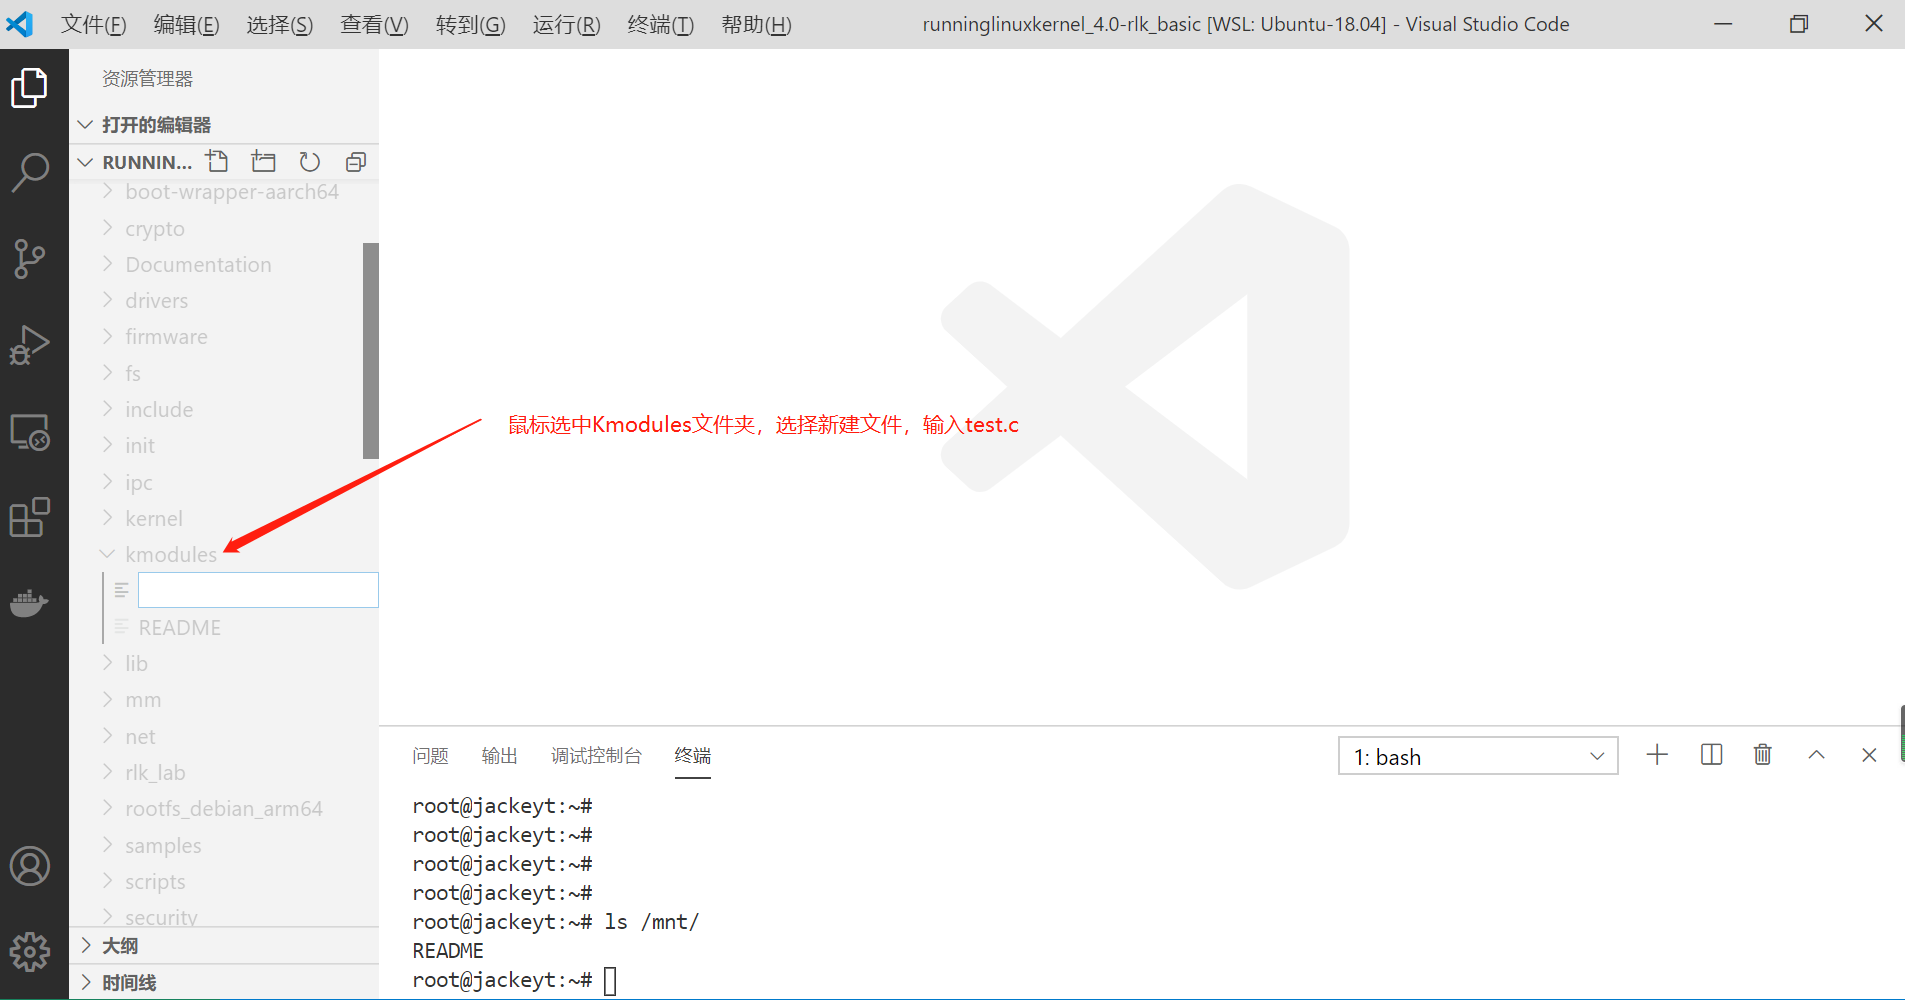 文件(F) 编辑(E) 选择(S) 查看(V) 转到(G) 运行(R) 终端(T) 帮助(H) runninglinuxkernel_4.0-rlk_basic [WSL: Ubuntu-18.04] - Visual Studio Code
资源管理器
打开的编辑器
RUNNIN...
boot-wrapper-aarch64
crypto
Documentation
drivers
firmware
fs
include
init
ipc
kernel
kmodules
README
lib
mm
net
rlk_lab
rootfs_debian_arm64
samples
scripts
security
大纲
时间线
鼠标选中Kmodules文件夹，选择新建文件，输入test.c
问题 输出 调试控制台 终端 1: bash
root@jackeyt:~#
root@jackeyt:~#
root@jackeyt:~#
root@jackeyt:~#
root@jackeyt:~# ls /mnt/
README
root@jackeyt:~#